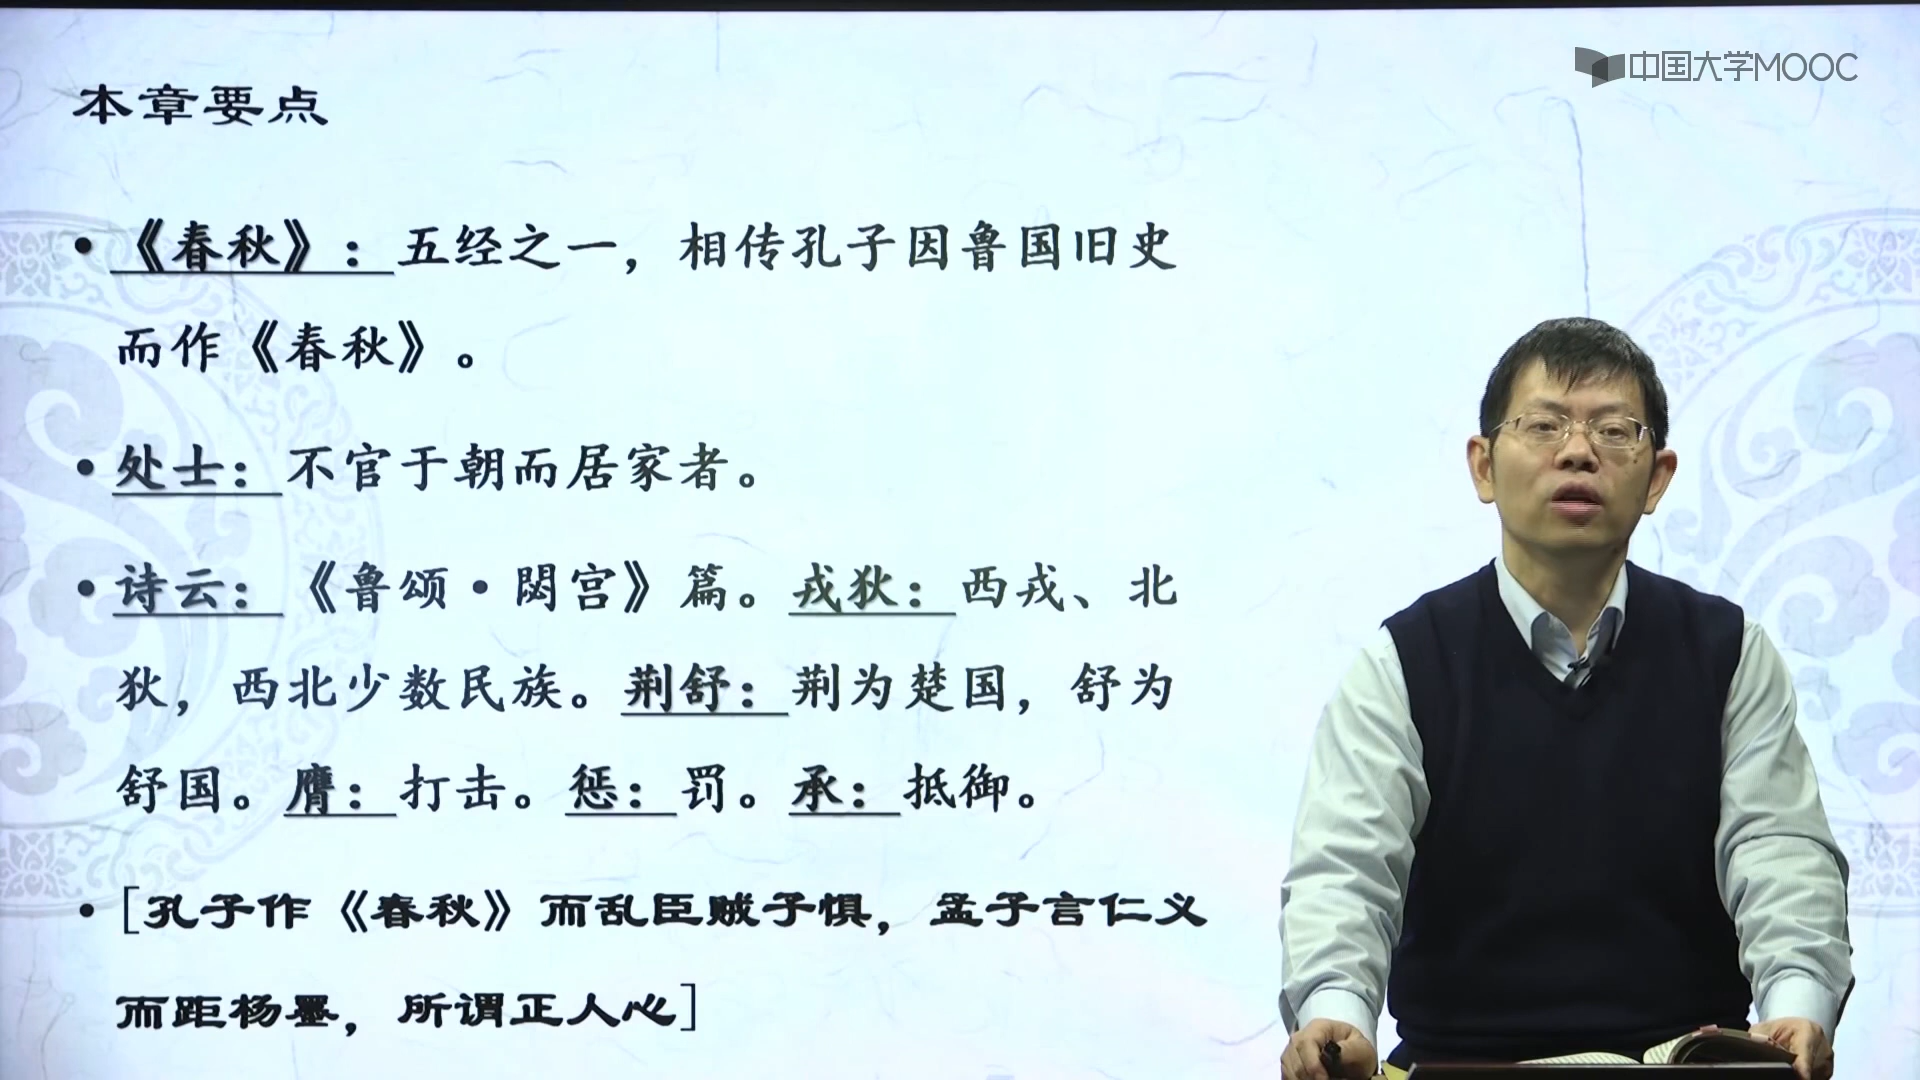 中国大学MOOC
本章要点
• 《春秋》：五经之一，相传孔子因鲁国旧史
而作《春秋》。
• 处士：不官于朝而居家者。
• 诗云：《鲁颂·閟宫》篇。戎狄：西戎、北
狄，西北少数民族。荆舒：荆为楚国，舒为
舒国。膺：打击。惩：罚。承：抵御。
• [孔子作《春秋》而乱臣贼子惧，孟子言仁义
而距杨墨，所谓正人心]